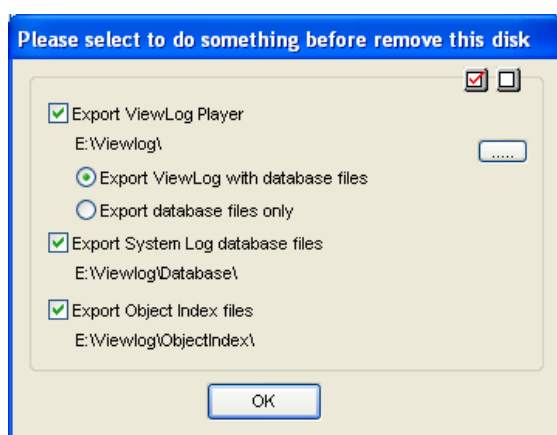 Please select to do something before remove this disk
Export ViewLog Player
E:\Viewlog\
.....
Export ViewLog with database files
Export database files only
Export System Log database files
E:\Viewlog\Database\
Export Object Index files
E:\Viewlog\ObjectIndex\
OK